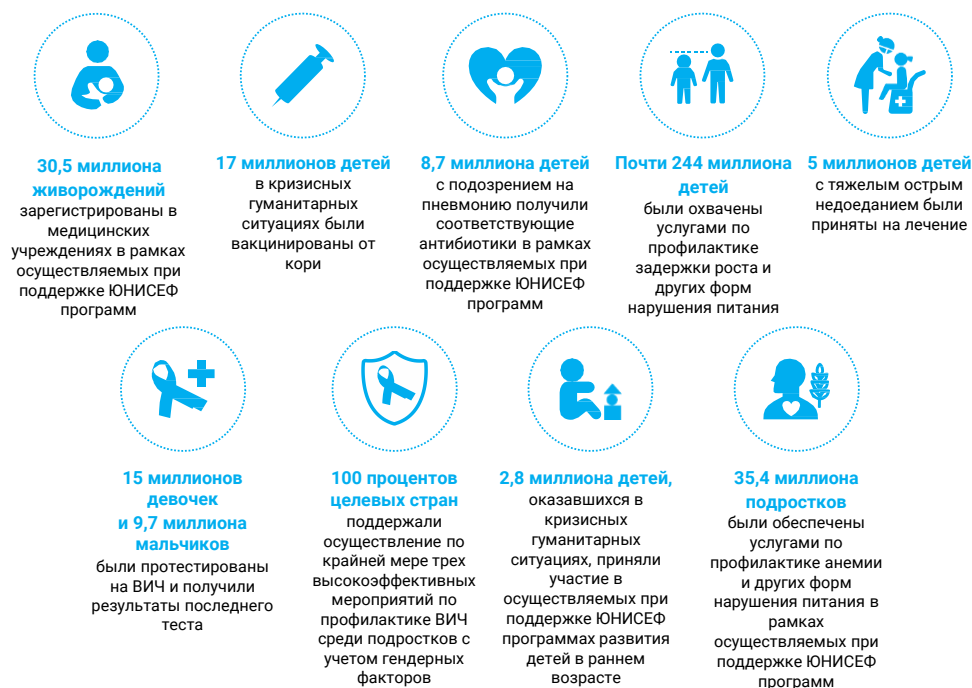 30,5 миллиона
живорождений
зарегистрированы в
медицинских
учреждениях в рамках
осуществляемых при
поддержке ЮНИСЕФ
программ
17 миллионов детей
в кризисных
гуманитарных
ситуациях были
вакцинированы от
кори
8,7 миллиона детей
с подозрением на
пневмонию получили
соответствующие
антибиотики в рамках
осуществляемых при
поддержке ЮНИСЕФ
программ
Почти 244 миллиона
детей
были охвачены
услугами по
профилактике
задержки роста и
других форм
нарушения питания
5 миллионов детей
с тяжелым острым
недоеданием были
приняты на лечение
15 миллионов
девочек
и 9,7 миллиона
мальчиков
были протестированы
на ВИЧ и получили
результаты последнего
теста
100 процентов
целевых стран
поддержали
осуществление по
крайней мере трех
высокоэффективных
мероприятий по
профилактике ВИЧ
среди подростков с
учетом гендерных
факторов
2,8 миллиона детей,
оказавшихся в
кризисных
гуманитарных
ситуациях, приняли
участие в
осуществляемых при
поддержке ЮНИСЕФ
программах развития
детей в раннем
возрасте
35,4 миллиона
подростков
были обеспечены
услугами по
профилактике анемии
и других форм
нарушения питания в
рамках
осуществляемых при
поддержке ЮНИСЕФ
программ